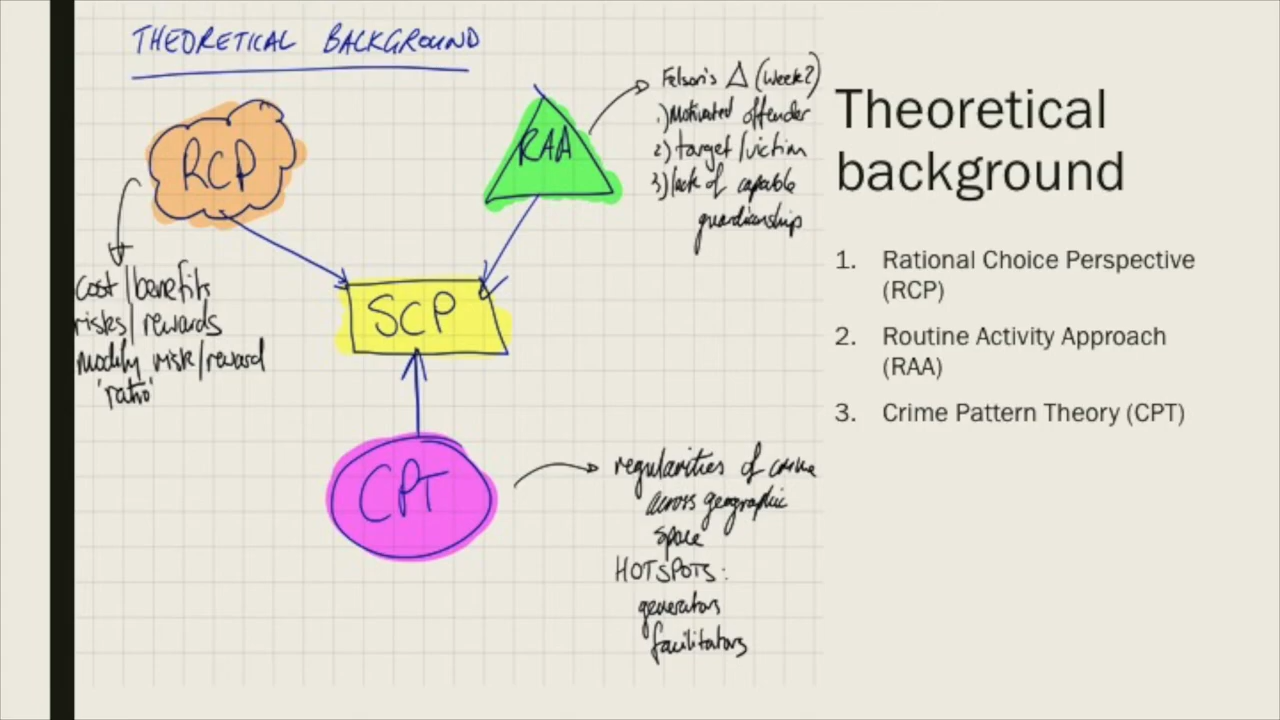 THEORETICAL BACKGROUND
RCP
cost/benefits
risks/rewards
modify risk/reward
'ratio'
RAA
Felson's △ (week 2)
1) Motivated offender
2) target/victim
3) lack of capable
guardianship
SCP
CPT
regularities of crime
across geographic
space
HOTSPOTS:
generators
facilitators
Theoretical
background
1. Rational Choice Perspective
(RCP)
2. Routine Activity Approach
(RAA)
3. Crime Pattern Theory (CPT)